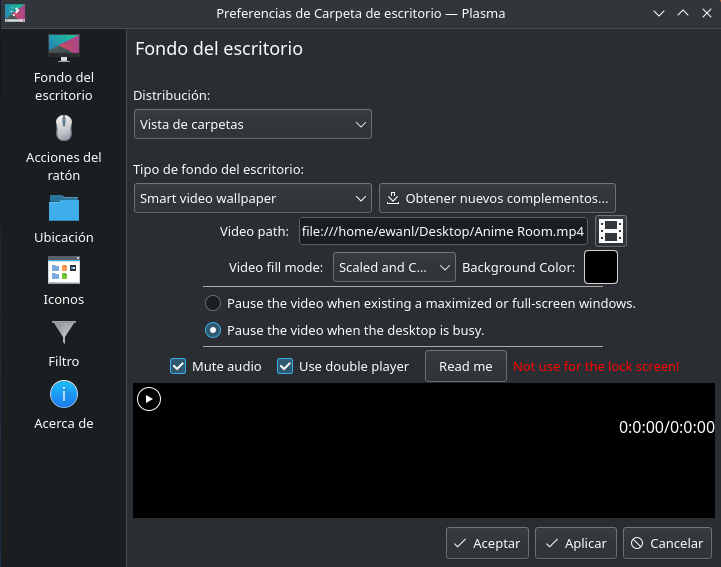 Preferencias de Carpeta de escritorio — Plasma
Fondo del
escritorio
Acciones del
ratón
Ubicación
Iconos
Filtro
Acerca de
Fondo del escritorio
Distribución:
Vista de carpetas
Tipo de fondo del escritorio:
Smart video wallpaper
Obtener nuevos complementos...
Video path:
file:///home/ewanl/Desktop/Anime Room.mp4
Video fill mode:
Scaled and C...
Background Color:
Pause the video when existing a maximized or full-screen windows.
Pause the video when the desktop is busy.
Mute audio
Use double player
Read me
Not use for the lock screen!
0:0:00/0:0:00
Aceptar
Aplicar
Cancelar